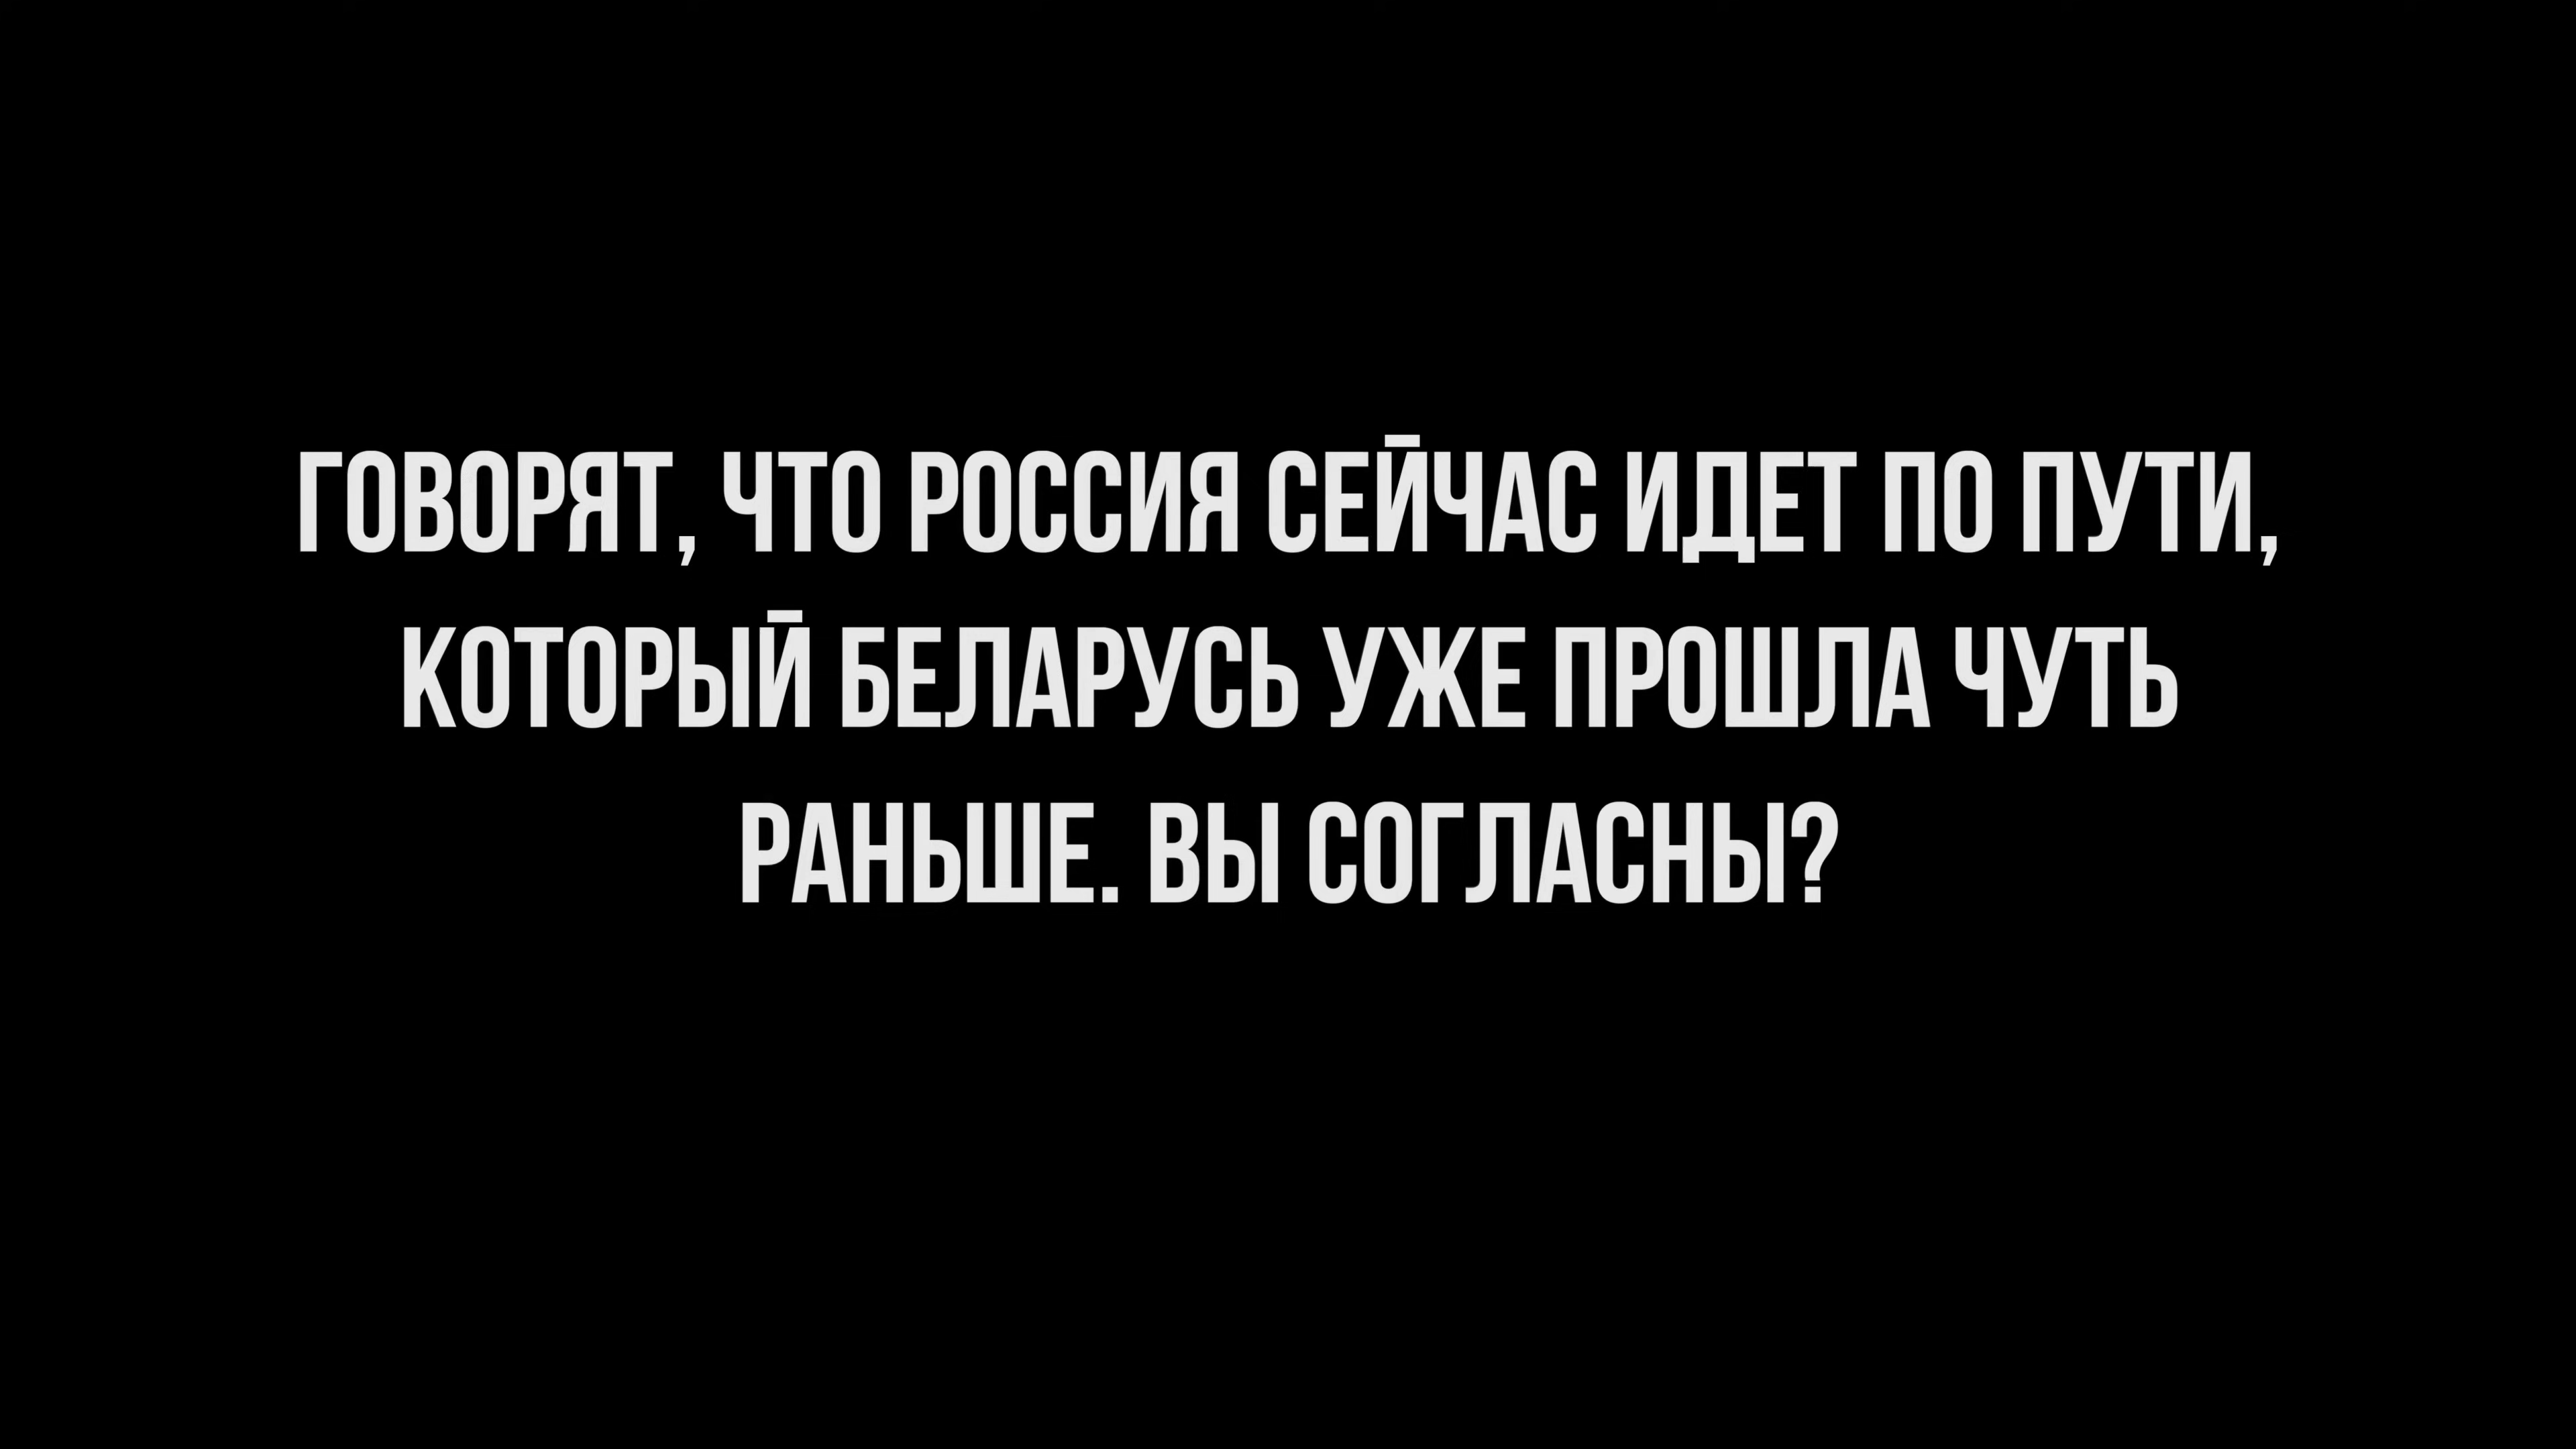 ГОВОРЯТ, ЧТО РОССИЯ СЕЙЧАС ИДЕТ ПО ПУТИ,
КОТОРЫЙ БЕЛАРУСЬ УЖЕ ПРОШЛА ЧУТЬ
РАНЬШЕ. ВЫ СОГЛАСНЫ?